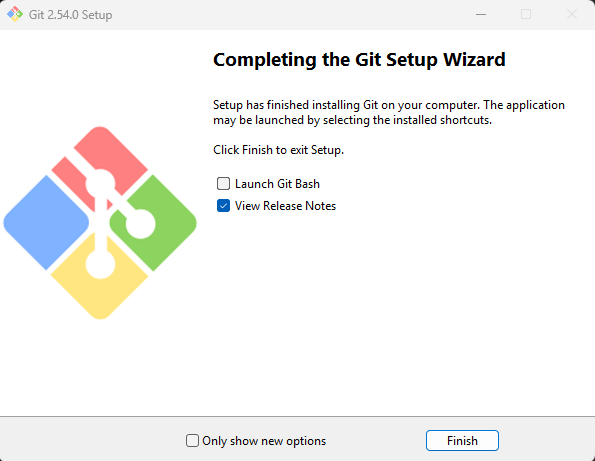 Git 2.54.0 Setup
Completing the Git Setup Wizard
Setup has finished installing Git on your computer. The application
may be launched by selecting the installed shortcuts.
Click Finish to exit Setup.
Launch Git Bash
View Release Notes
Only show new options
Finish